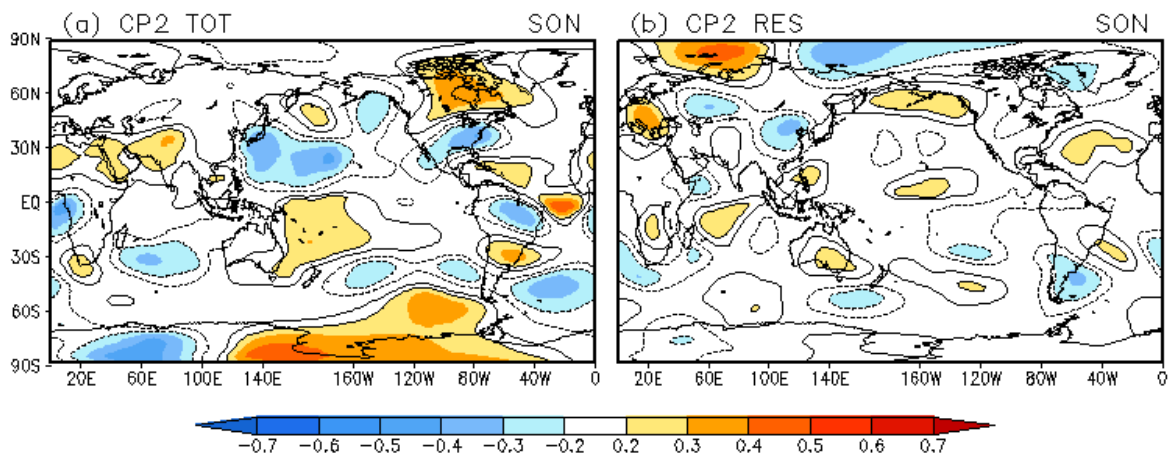 (a) CP2 TOT SON
(b) CP2 RES SON
90N
60N
30N
EQ
30S
60S
90S
20E 60E 100E 140E 160W 120W 80W 40W 0
20E 60E 100E 140E 160W 120W 80W 40W 0
−0.7 −0.6 −0.5 −0.4 −0.3 −0.2 0.2 0.3 0.4 0.5 0.6 0.7